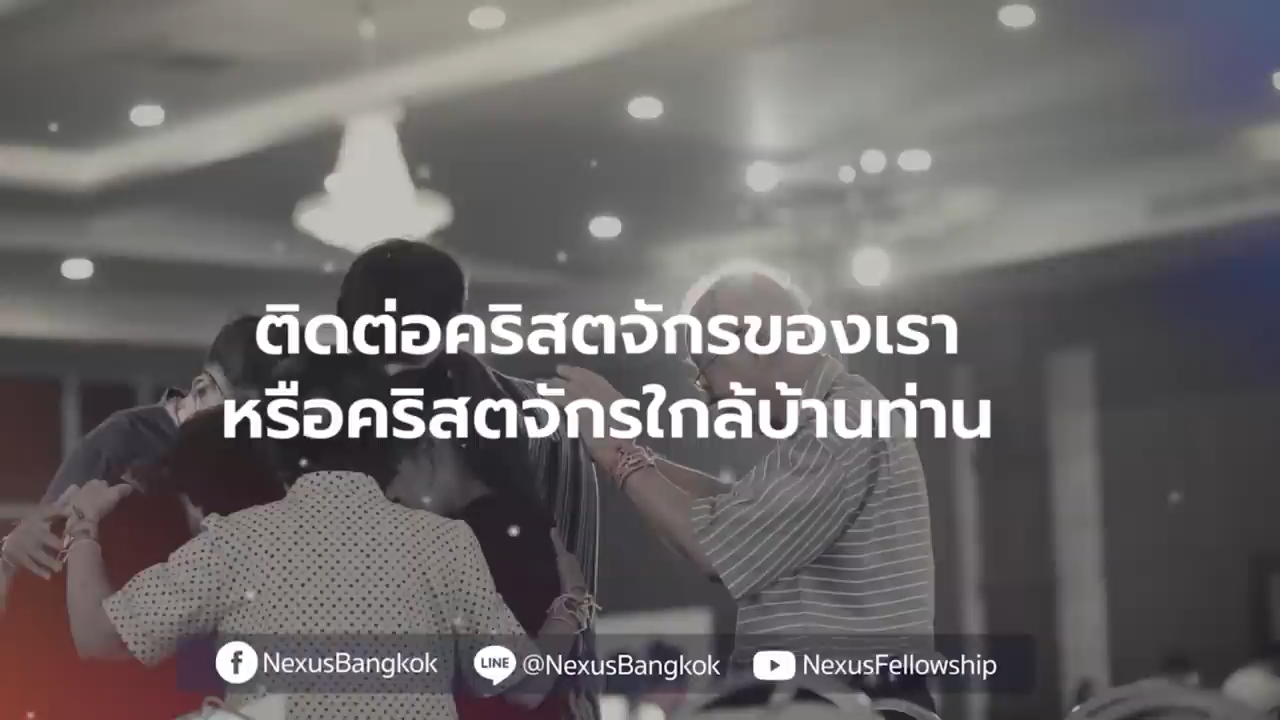 ติดต่อคริสตจักรของเรา
หรือคริสตจักรใกล้บ้านท่าน
NexusBangkok LINE @NexusBangkok NexusFellowship